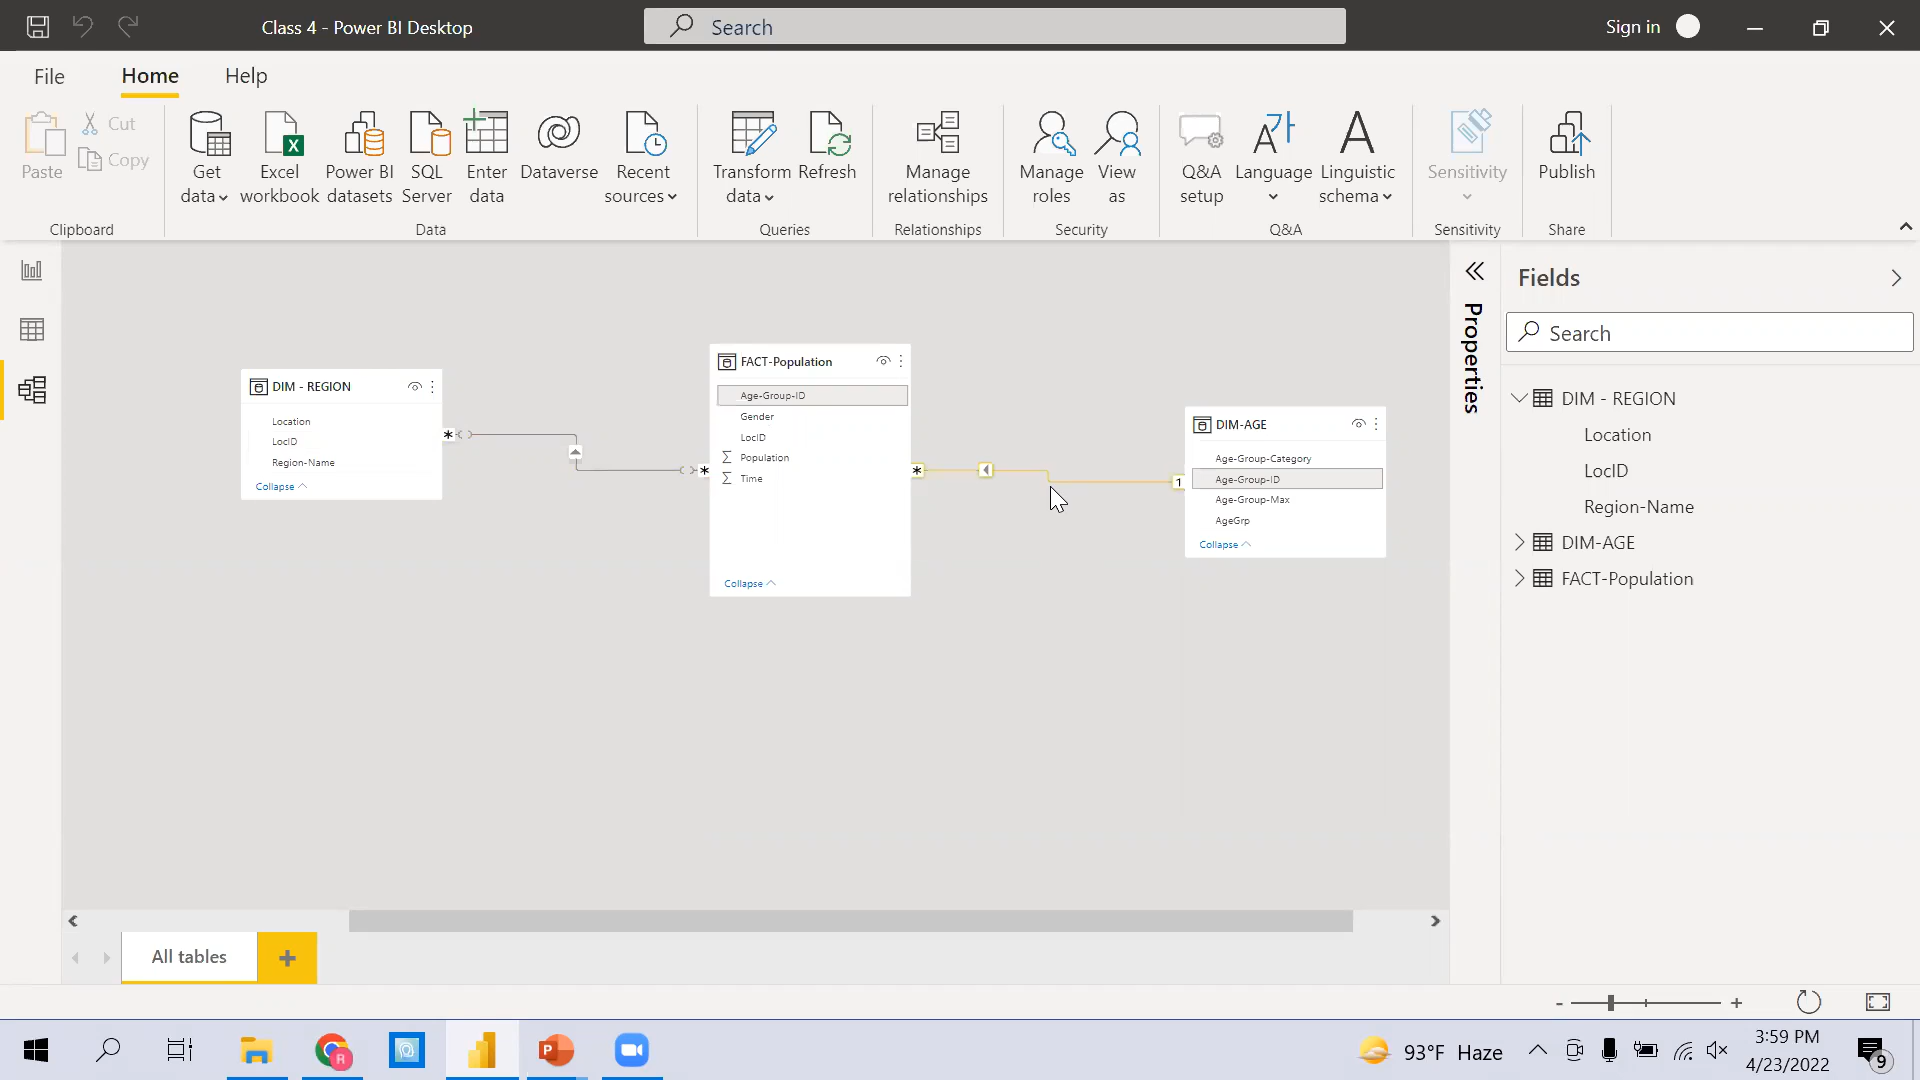 Class 4 - Power BI Desktop
Search
Sign in
File
Home
Help
Paste
Cut
Copy
Clipboard
Get data
Excel workbook
Power BI datasets
SQL Server
Enter data
Dataverse
Recent sources
Data
Transform data
Refresh
Queries
Manage relationships
Relationships
Manage roles
View as
Security
Q&A setup
Language
Linguistic schema
Q&A
Sensitivity
Sensitivity
Publish
Share
DIM - REGION
Location
LocID
Region-Name
Collapse
*
*
FACT-Population
Age-Group-ID
Gender
LocID
Σ Population
Σ Time
Collapse
*
1
DIM-AGE
Age-Group-Category
Age-Group-ID
Age-Group-Max
AgeGrp
Collapse
Properties
Fields
Search
DIM - REGION
Location
LocID
Region-Name
DIM-AGE
FACT-Population
All tables
+
-
+
R
P
93°F Haze
3:59 PM
4/23/2022
9